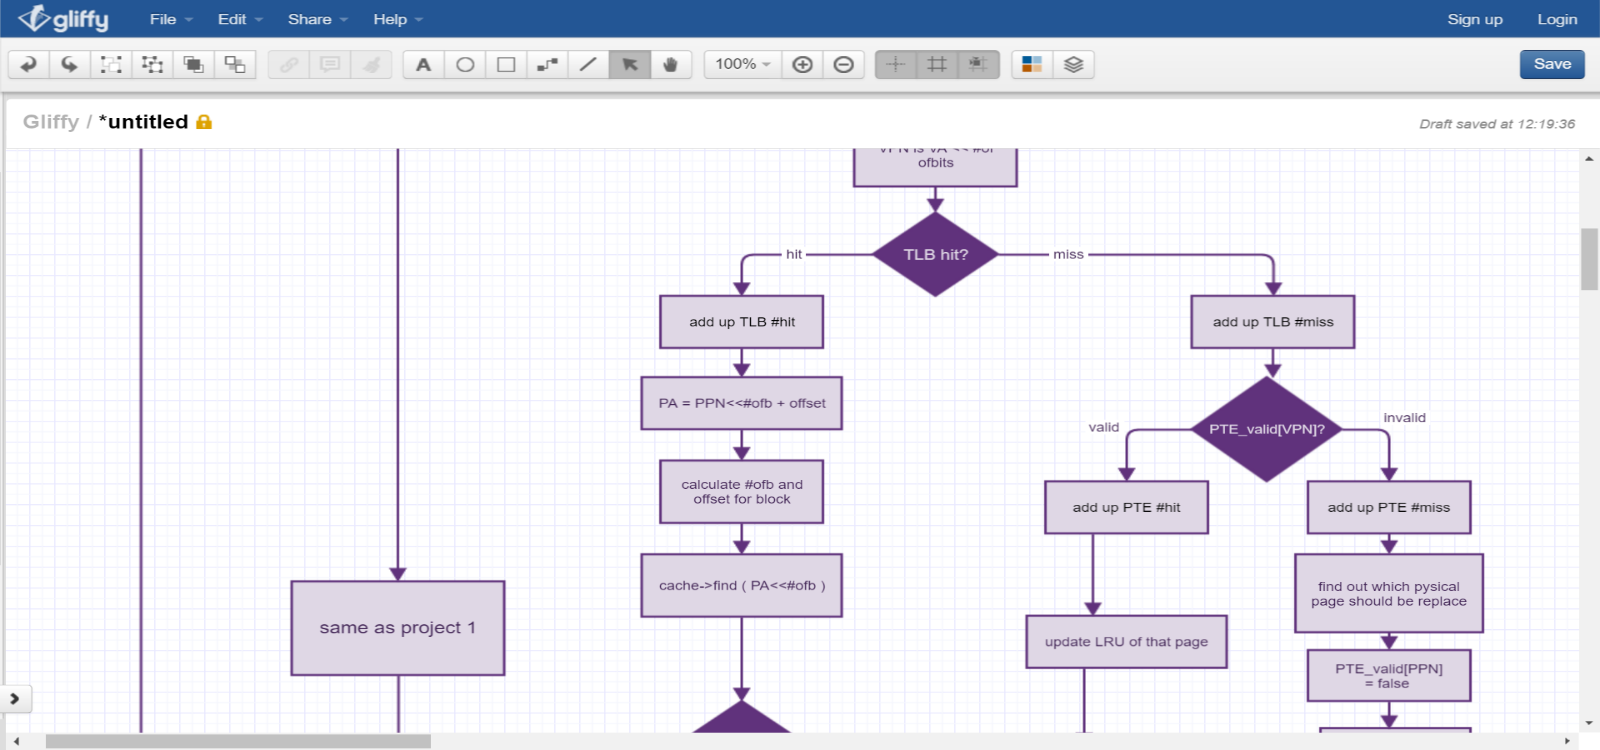 gliffy
File
Edit
Share
Help
Sign up
Login
A
100%
Save
Gliffy / *untitled
Draft saved at 12:19:36
VPN is VA << #of
ofbits
TLB hit?
hit
miss
add up TLB #hit
add up TLB #miss
PA = PPN<<#ofb + offset
PTE_valid[VPN]?
valid
invalid
calculate #ofb and
offset for block
add up PTE #hit
add up PTE #miss
cache->find ( PA<<#ofb )
find out which pysical
page should be replace
same as project 1
update LRU of that page
PTE_valid[PPN]
= false